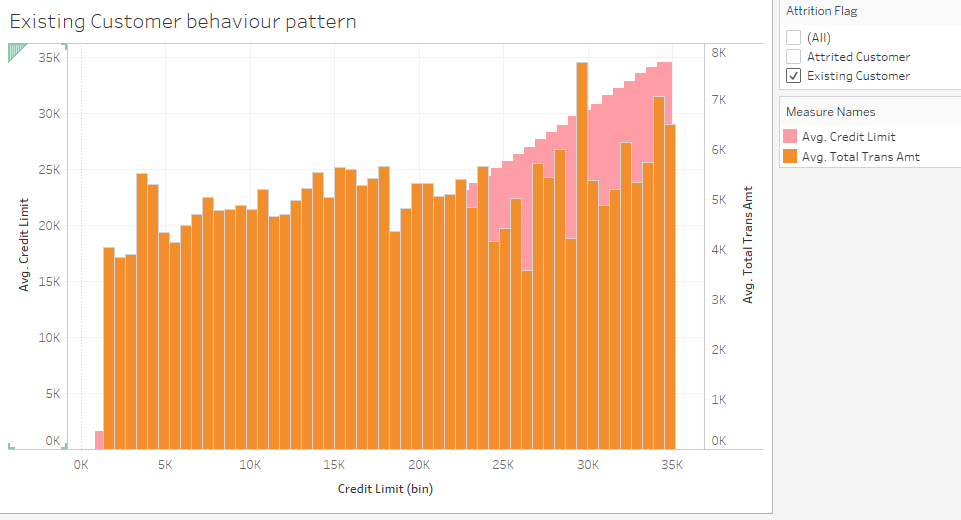 Existing Customer behaviour pattern
35K
30K
25K
20K
15K
10K
5K
0K
Avg. Credit Limit
8K
7K
6K
5K
4K
3K
2K
1K
0K
Avg. Total Trans Amt
0K 5K 10K 15K 20K 25K 30K 35K
Credit Limit (bin)
Attrition Flag
(All)
Attrited Customer
Existing Customer
Measure Names
Avg. Credit Limit
Avg. Total Trans Amt